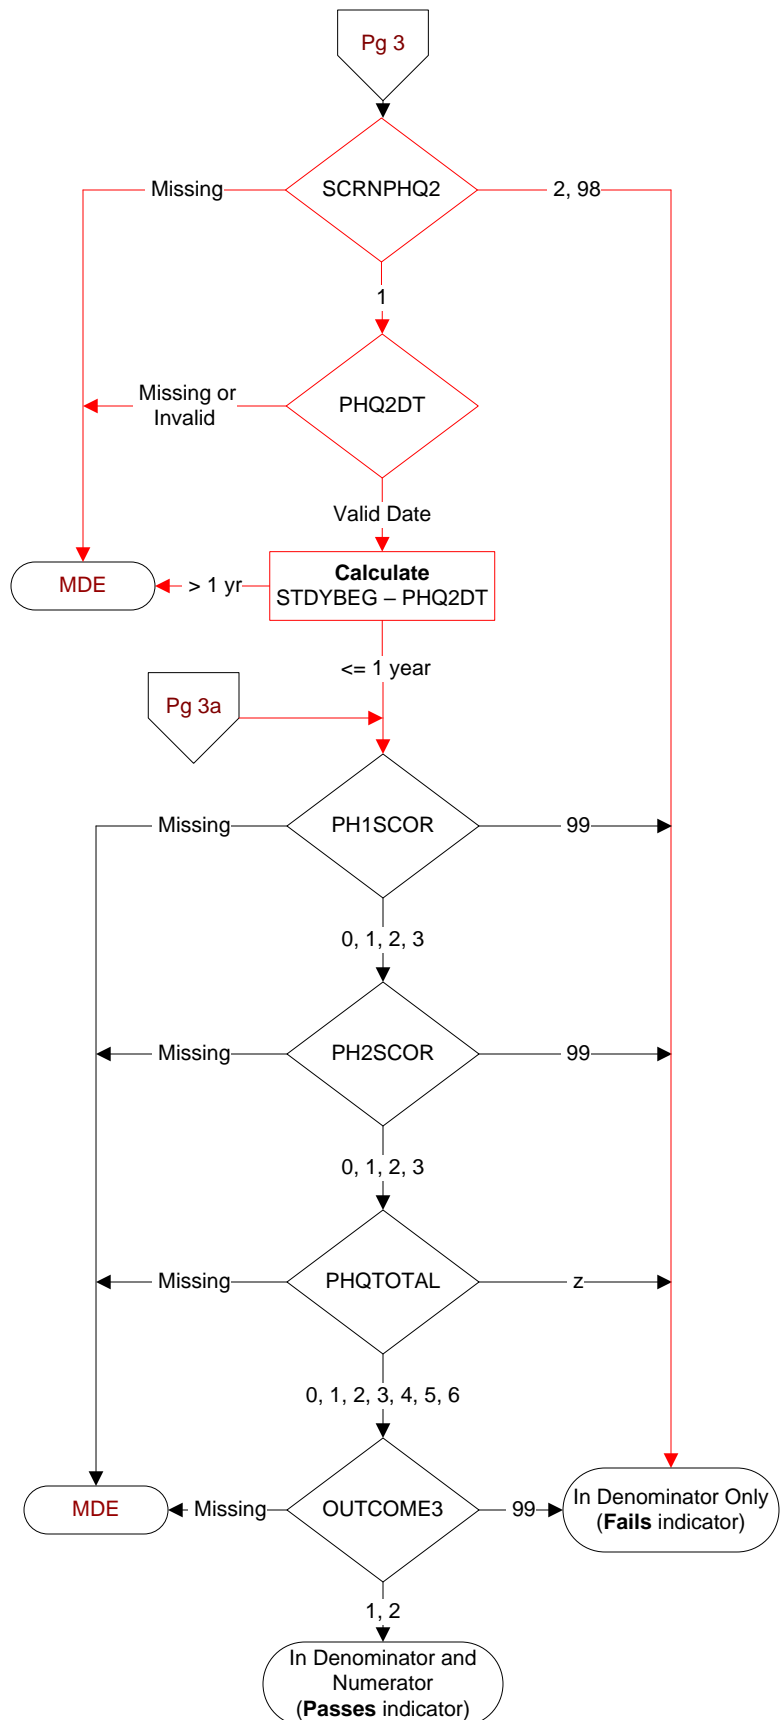 Pg 3
SCRNPHQ2
Missing
2, 98
1
PHQ2DT
Missing or
Invalid
Valid Date
Calculate
STDYBEG – PHQ2DT
> 1 yr
MDE
<= 1 year
Pg 3a
PH1SCOR
Missing
99
0, 1, 2, 3
PH2SCOR
Missing
99
0, 1, 2, 3
PHQTOTAL
Missing
z
0, 1, 2, 3, 4, 5, 6
OUTCOME3
Missing
MDE
99
In Denominator Only
(Fails indicator)
1, 2
In Denominator and
Numerator
(Passes indicator)